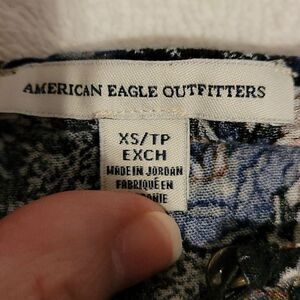 AMERICAN EAGLE OUTFITTERS
XS/TP
EXCH
MADE IN JORDAN
FABRIQUÉ EN